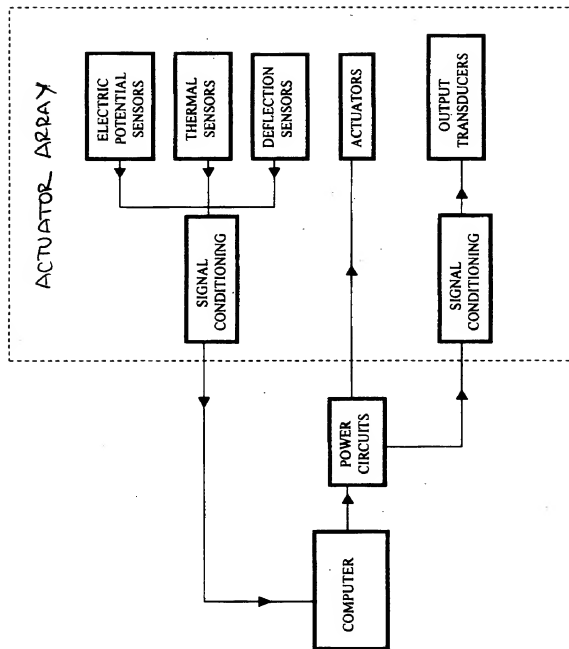 ACTUATOR ARRAY
ELECTRIC
POTENTIAL
SENSORS
THERMAL
SENSORS
DEFLECTION
SENSORS
ACTUATORS
OUTPUT
TRANSDUCERS
SIGNAL
CONDITIONING
SIGNAL
CONDITIONING
POWER
CIRCUITS
COMPUTER